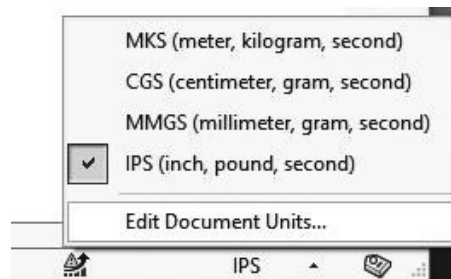 MKS (meter, kilogram, second)
CGS (centimeter, gram, second)
MMGS (millimeter, gram, second)
IPS (inch, pound, second)
Edit Document Units...
IPS